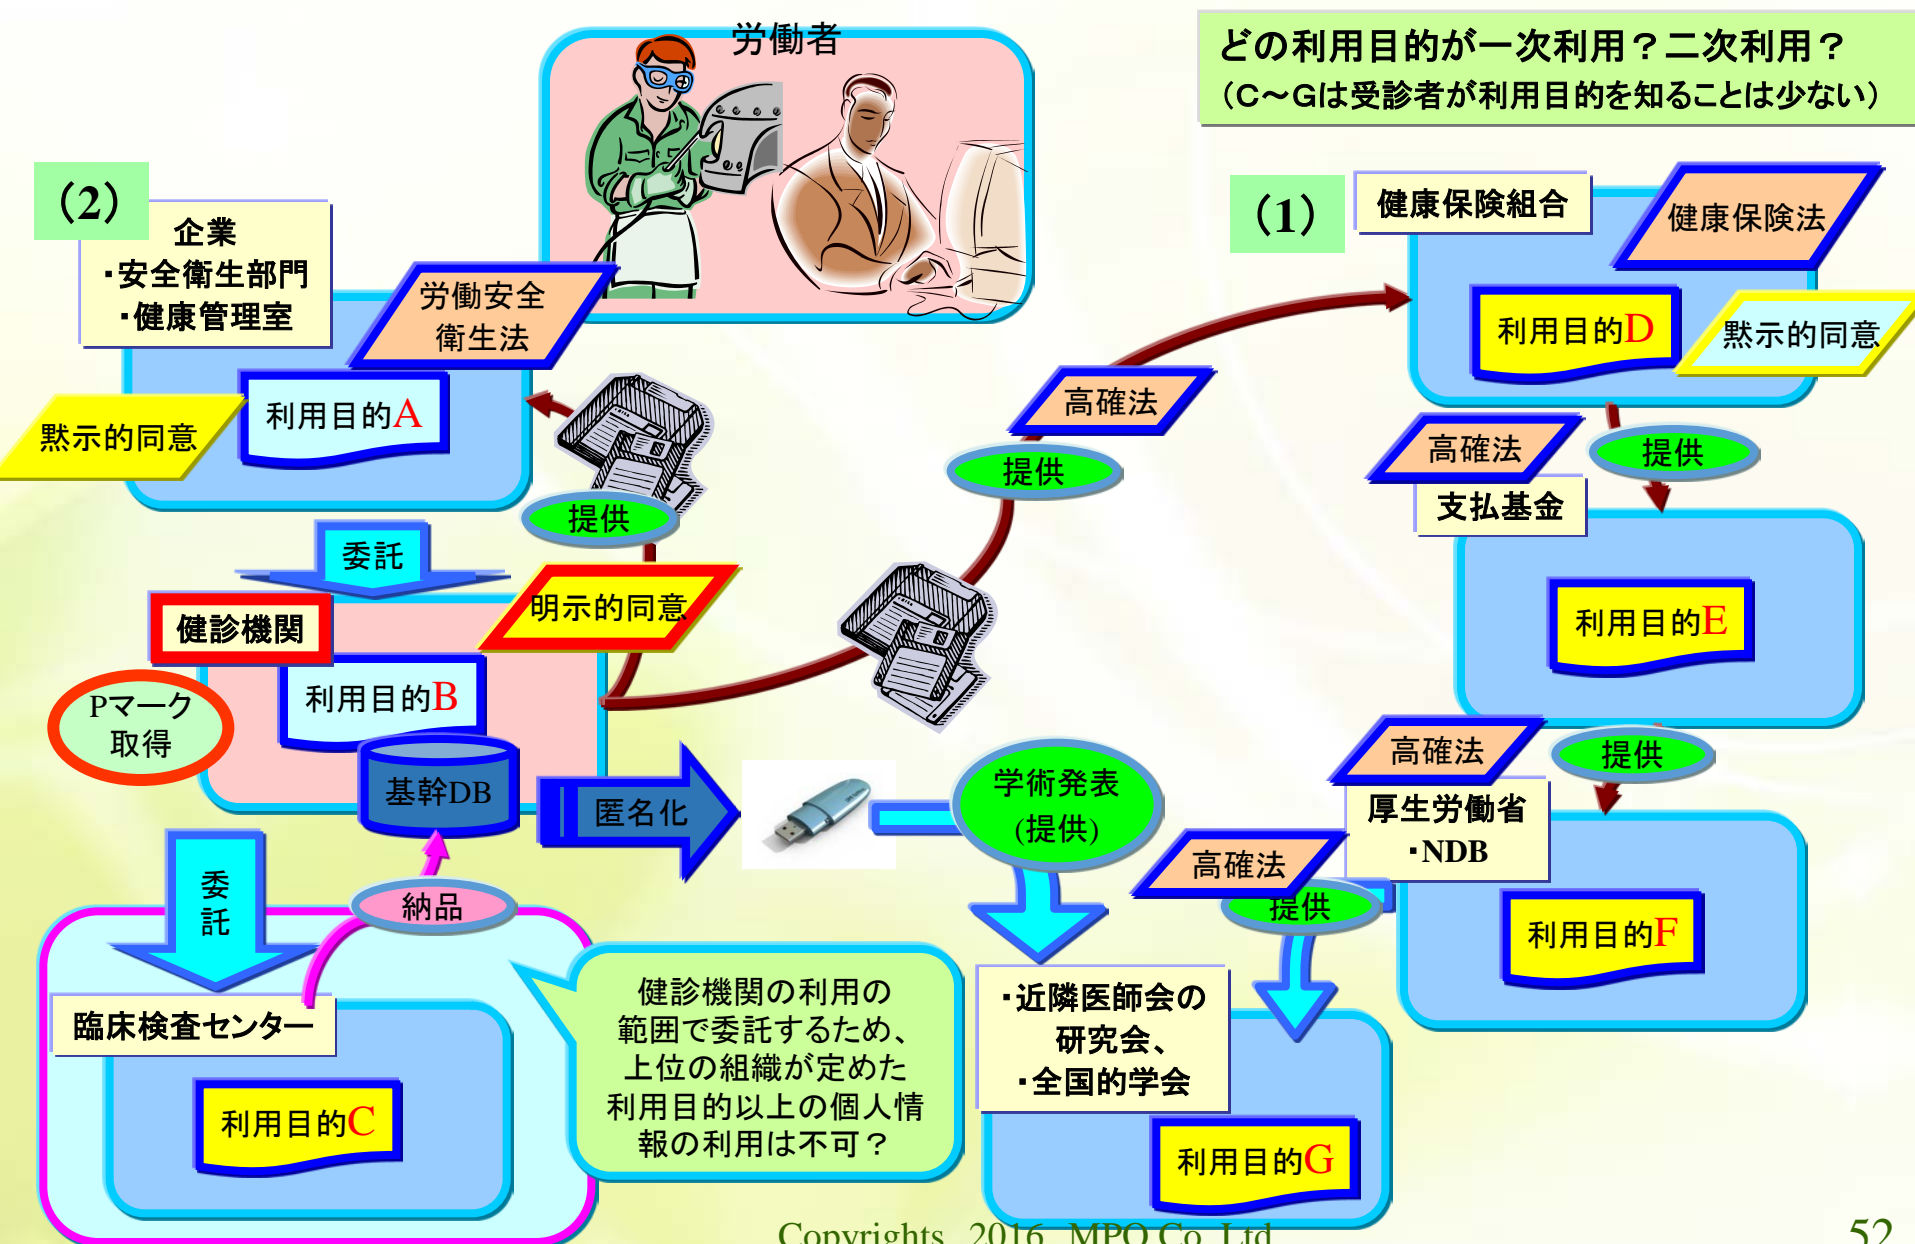 労働者
どの利用目的が一次利用？二次利用？
（C～Gは受診者が利用目的を知ることは少ない）
（2）
企業
・安全衛生部門
・健康管理室
労働安全
衛生法
利用目的A
黙示的同意
提供
委託
健診機関
明示的同意
利用目的B
Pマーク
取得
基幹DB
匿名化
学術発表
（提供）
委
託
納品
臨床検査センター
利用目的C
健診機関の利用の
範囲で委託するため、
上位の組織が定めた
利用目的以上の個人情
報の利用は不可？
（1）
健康保険組合
健康保険法
利用目的D
黙示的同意
高確法
提供
高確法
提供
支払基金
利用目的E
高確法
提供
厚生労働省
・NDB
高確法
提供
利用目的F
・近隣医師会の
研究会、
・全国的学会
利用目的G
Copyrights 2016 MPO Co. Ltd
52